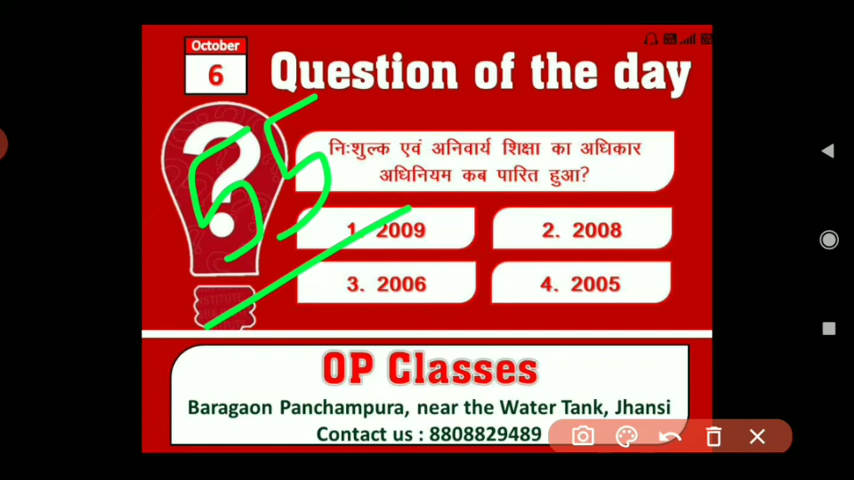 October
6
Question of the day
?
55
निःशुल्क एवं अनिवार्य शिक्षा का अधिकार
अधिनियम कब पारित हुआ?
1. 2009
2. 2008
3. 2006
4. 2005
OP Classes
Baragaon Panchampura, near the Water Tank, Jhansi
Contact us : 8808829489